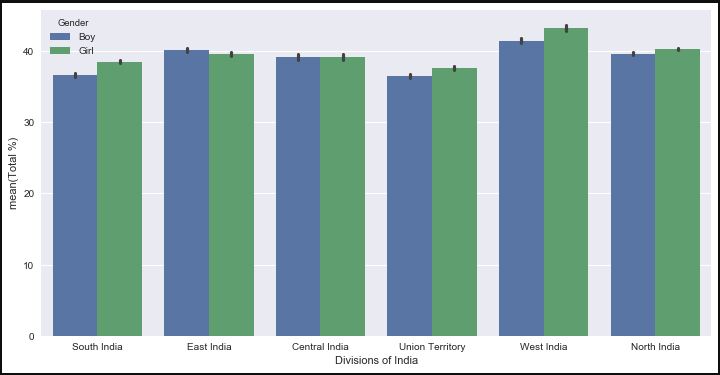 Gender
Boy
Girl
40
30
20
10
0
mean(Total %)
South India East India Central India Union Territory West India North India
Divisions of India